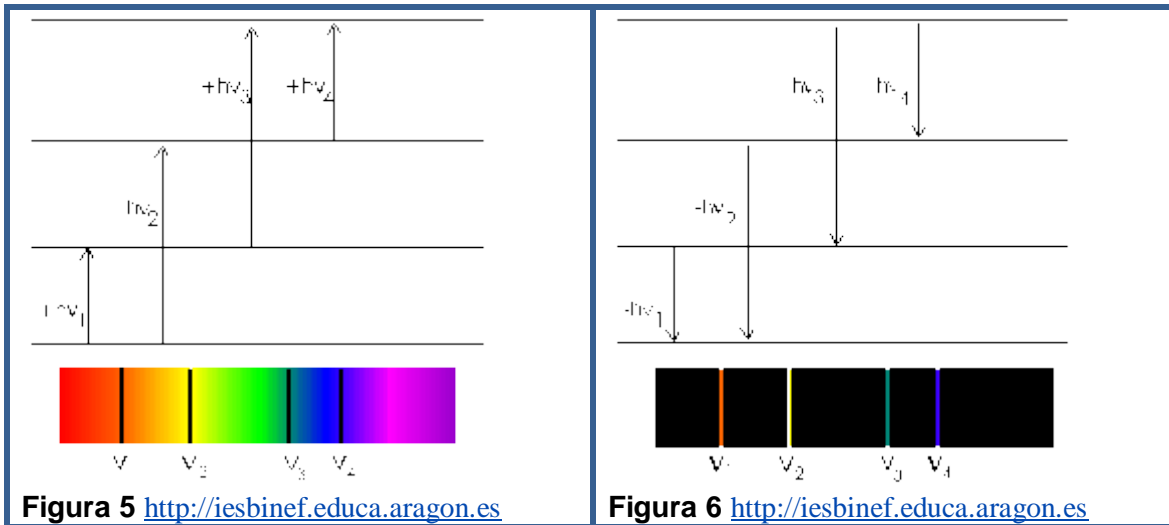 +hν3
+hν4
hν2
+hν1
ν
ν2
ν3
ν4
Figura 5 http://iesbinef.educa.aragon.es
hν3
hν4
-hν2
-hν1
ν1
ν2
ν3
ν4
Figura 6 http://iesbinef.educa.aragon.es